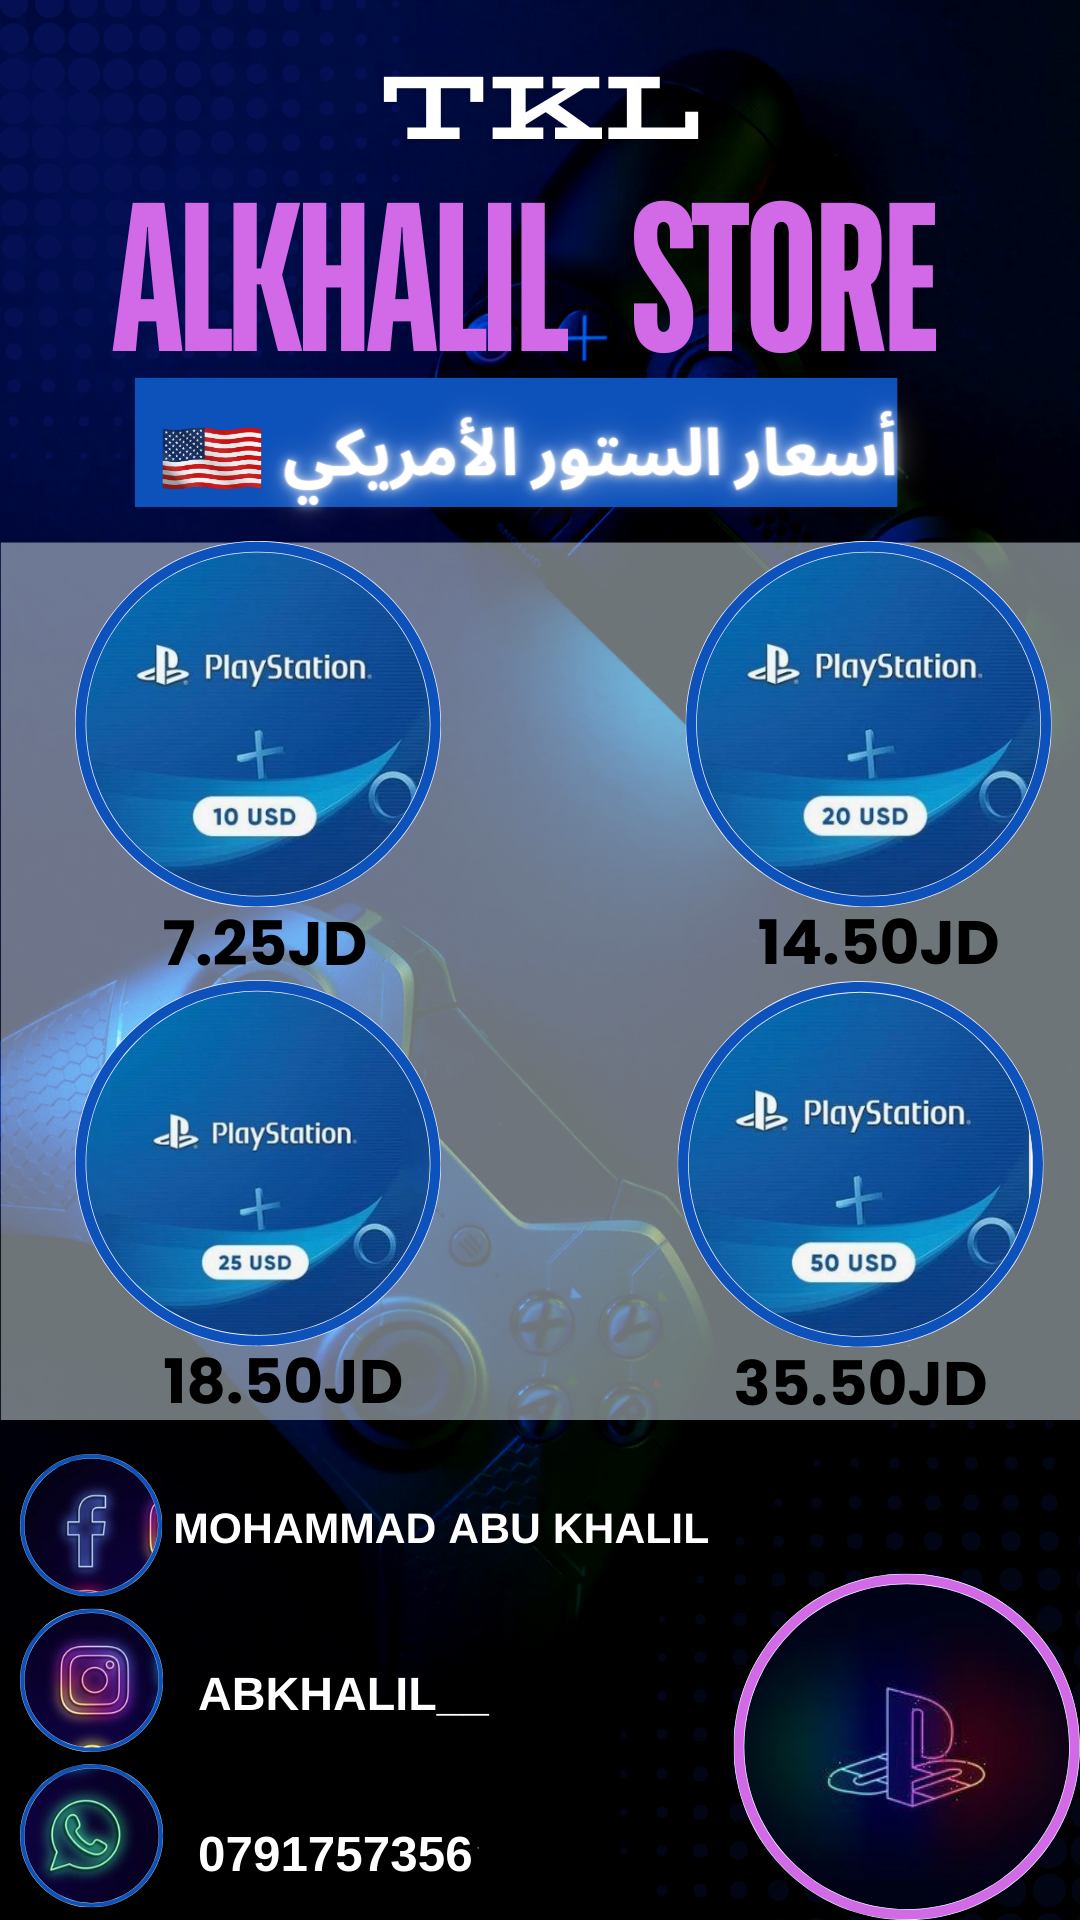 TKL
ALKHALIL STORE
أسعار الستور الأمريكي 🇺🇸
PlayStation
10 USD
PlayStation
20 USD
7.25JD
14.50JD
PlayStation
25 USD
PlayStation
50 USD
18.50JD
35.50JD
MOHAMMAD ABU KHALIL
ABKHALIL__
0791757356